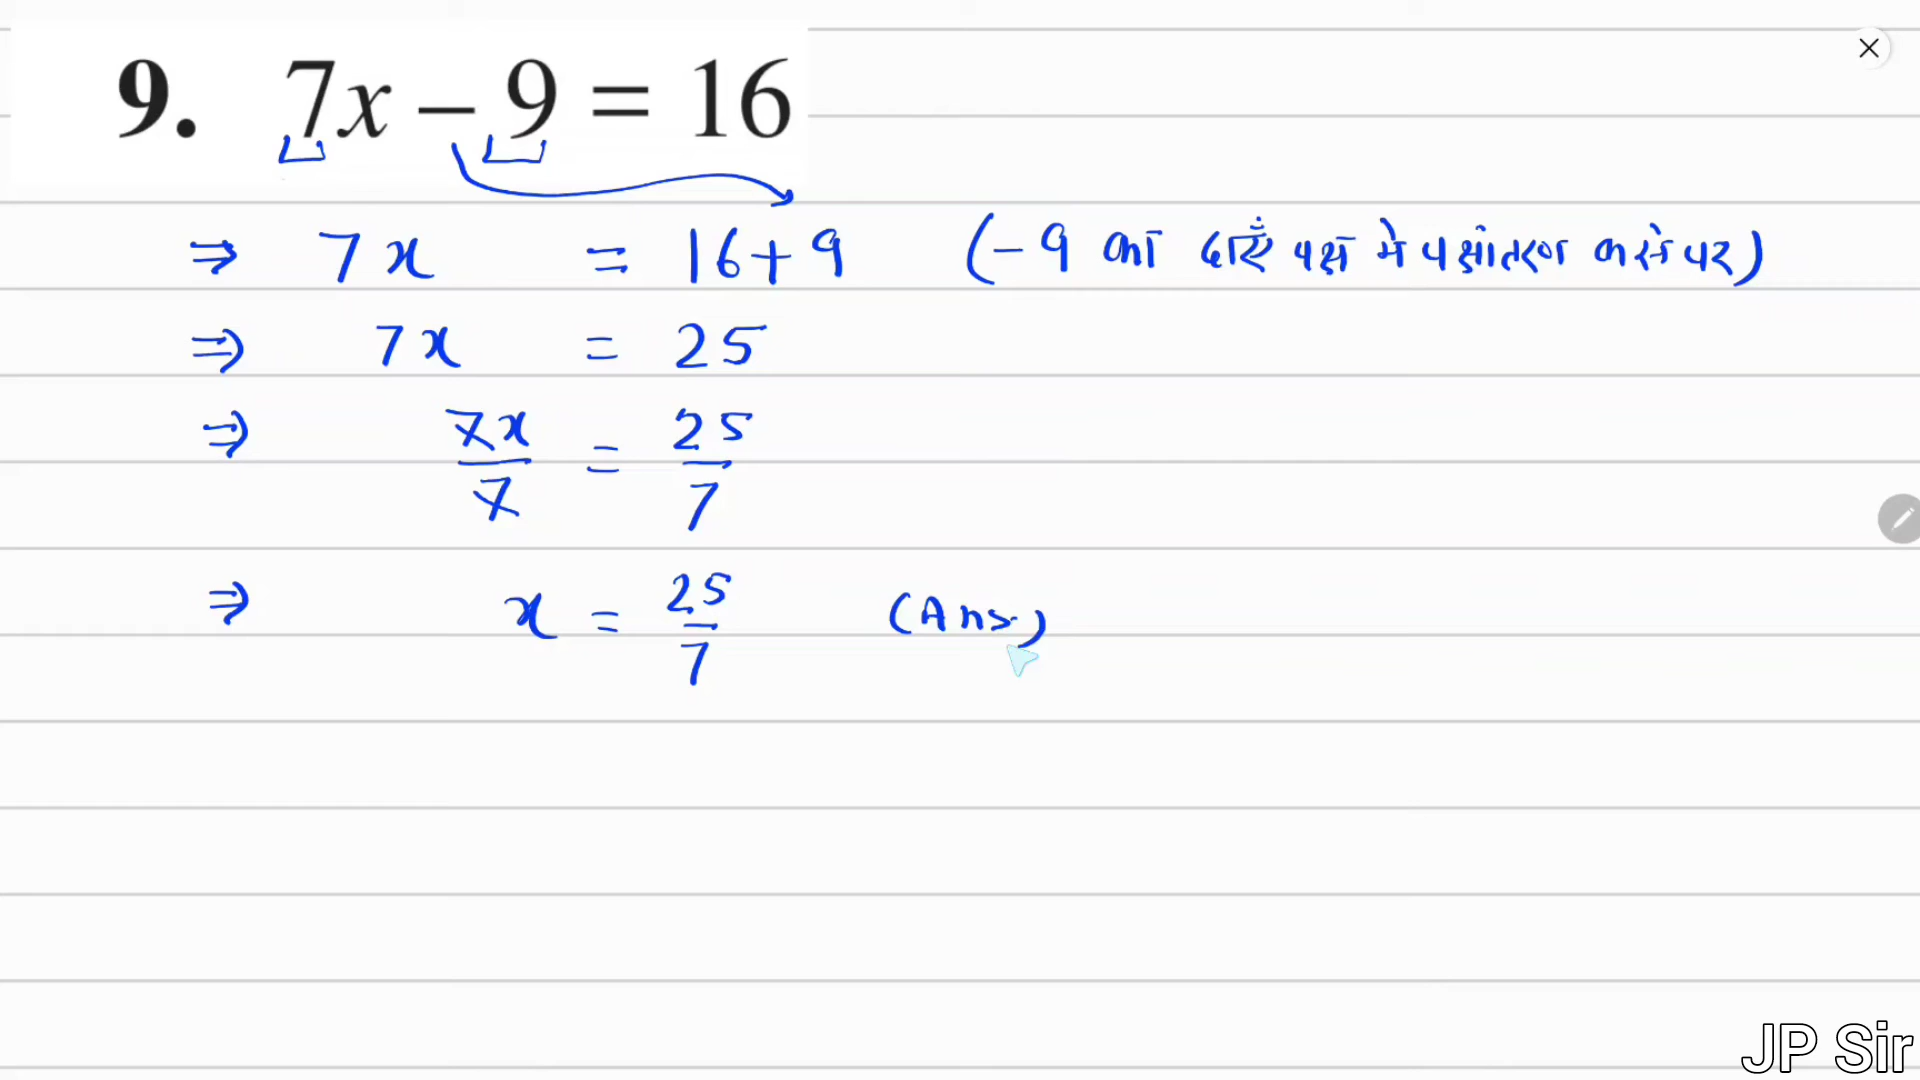 9. 7x – 9 = 16
⇒ 7x = 16+9 (-9 का दाएँ पक्ष में पक्षांतरण करने पर)
⇒ 7x = 25
⇒ 7x/7 = 25/7
⇒ x = 25/7 (Ans)
JP Sir